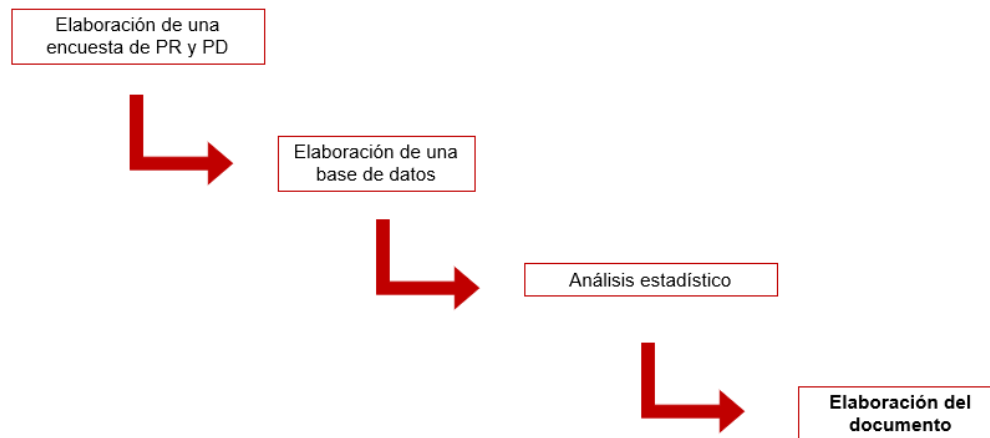 Elaboración de una
encuesta de PR y PD
Elaboración de una
base de datos
Análisis estadístico
Elaboración del
documento